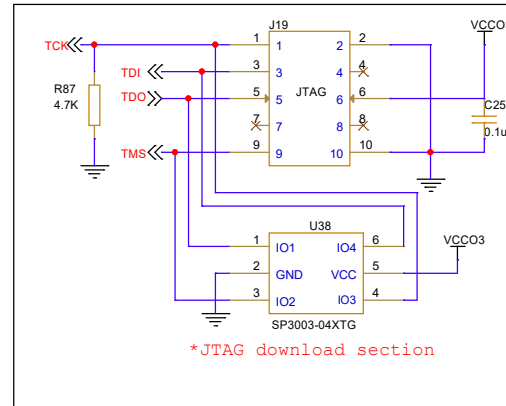 J19
VCCO
TCK
1 1 2 2
TDI
3 3 4 4
R87
4.7K
JTAG
TDO
5 5 6 6
C25
0.1u
7 7 8 8
TMS
9 9 10 10
U38
VCCO3
1 IO1 IO4 6
2 GND VCC 5
3 IO2 IO3 4
SP3003-04XTG
*JTAG download section